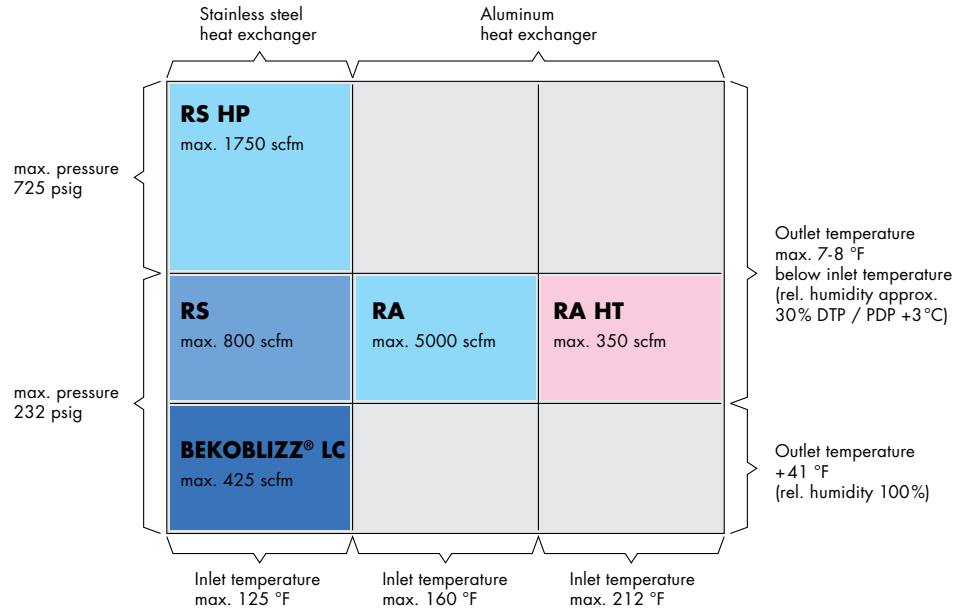 Stainless steel
heat exchanger
Aluminum
heat exchanger
max. pressure
725 psig
RS HP
max. 1750 scfm
Outlet temperature
max. 7-8 °F
below inlet temperature
(rel. humidity approx.
30% DTP / PDP +3°C)
RS
max. 800 scfm
RA
max. 5000 scfm
RA HT
max. 350 scfm
max. pressure
232 psig
BEKOBLIZZ® LC
max. 425 scfm
Outlet temperature
+41 °F
(rel. humidity 100%)
Inlet temperature
max. 125 °F
Inlet temperature
max. 160 °F
Inlet temperature
max. 212 °F